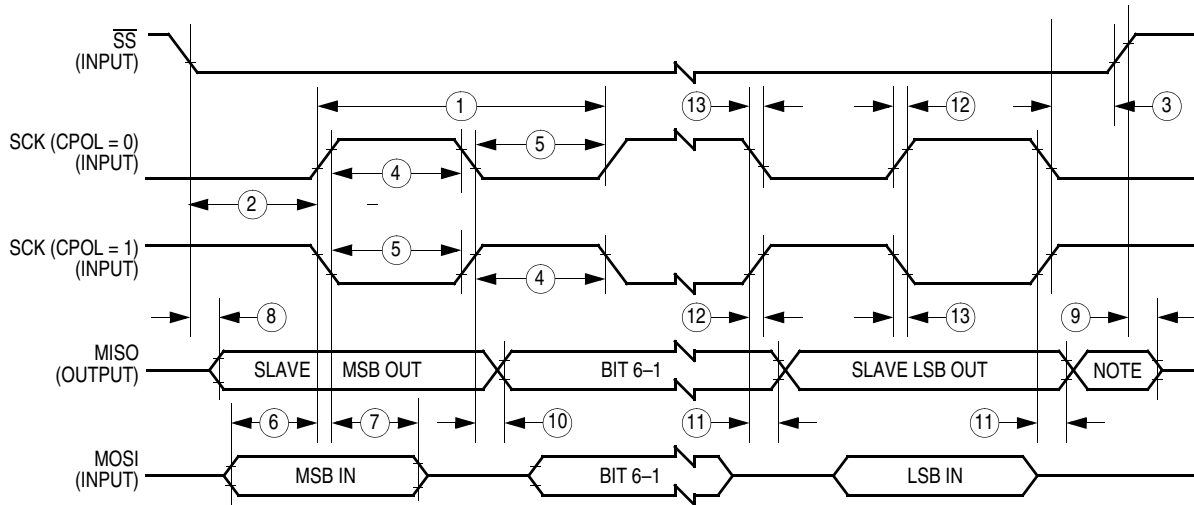 SS
(INPUT)
1
13
12
3
SCK (CPOL = 0)
(INPUT)
5
4
2
SCK (CPOL = 1)
(INPUT)
5
4
8
12
13
9
MISO
(OUTPUT)
SLAVE MSB OUT
BIT 6–1
SLAVE LSB OUT
NOTE
6
7
10
11
11
MOSI
(INPUT)
MSB IN
BIT 6–1
LSB IN